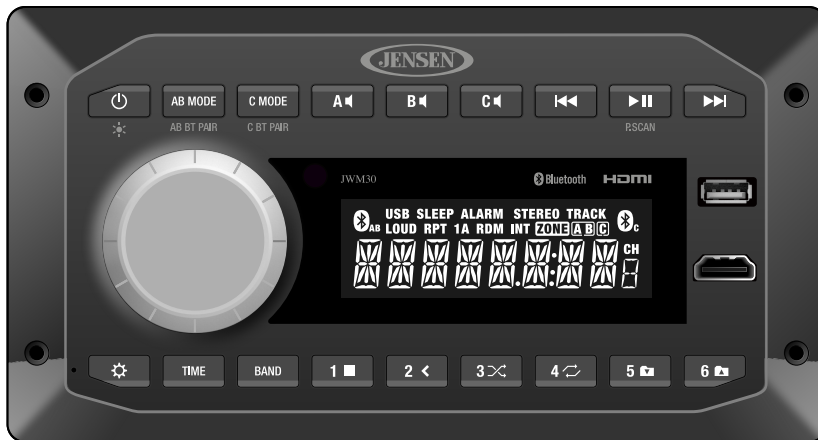 JENSEN
AB MODE
C MODE
A
B
C
AB BT PAIR
C BT PAIR
P.SCAN
JWM30
Bluetooth
HDMI
USB SLEEP ALARM STEREO TRACK
AB LOUD RPT 1A RDM INT ZONE A B C C
CH
TIME
BAND
1
2
3
4
5
6